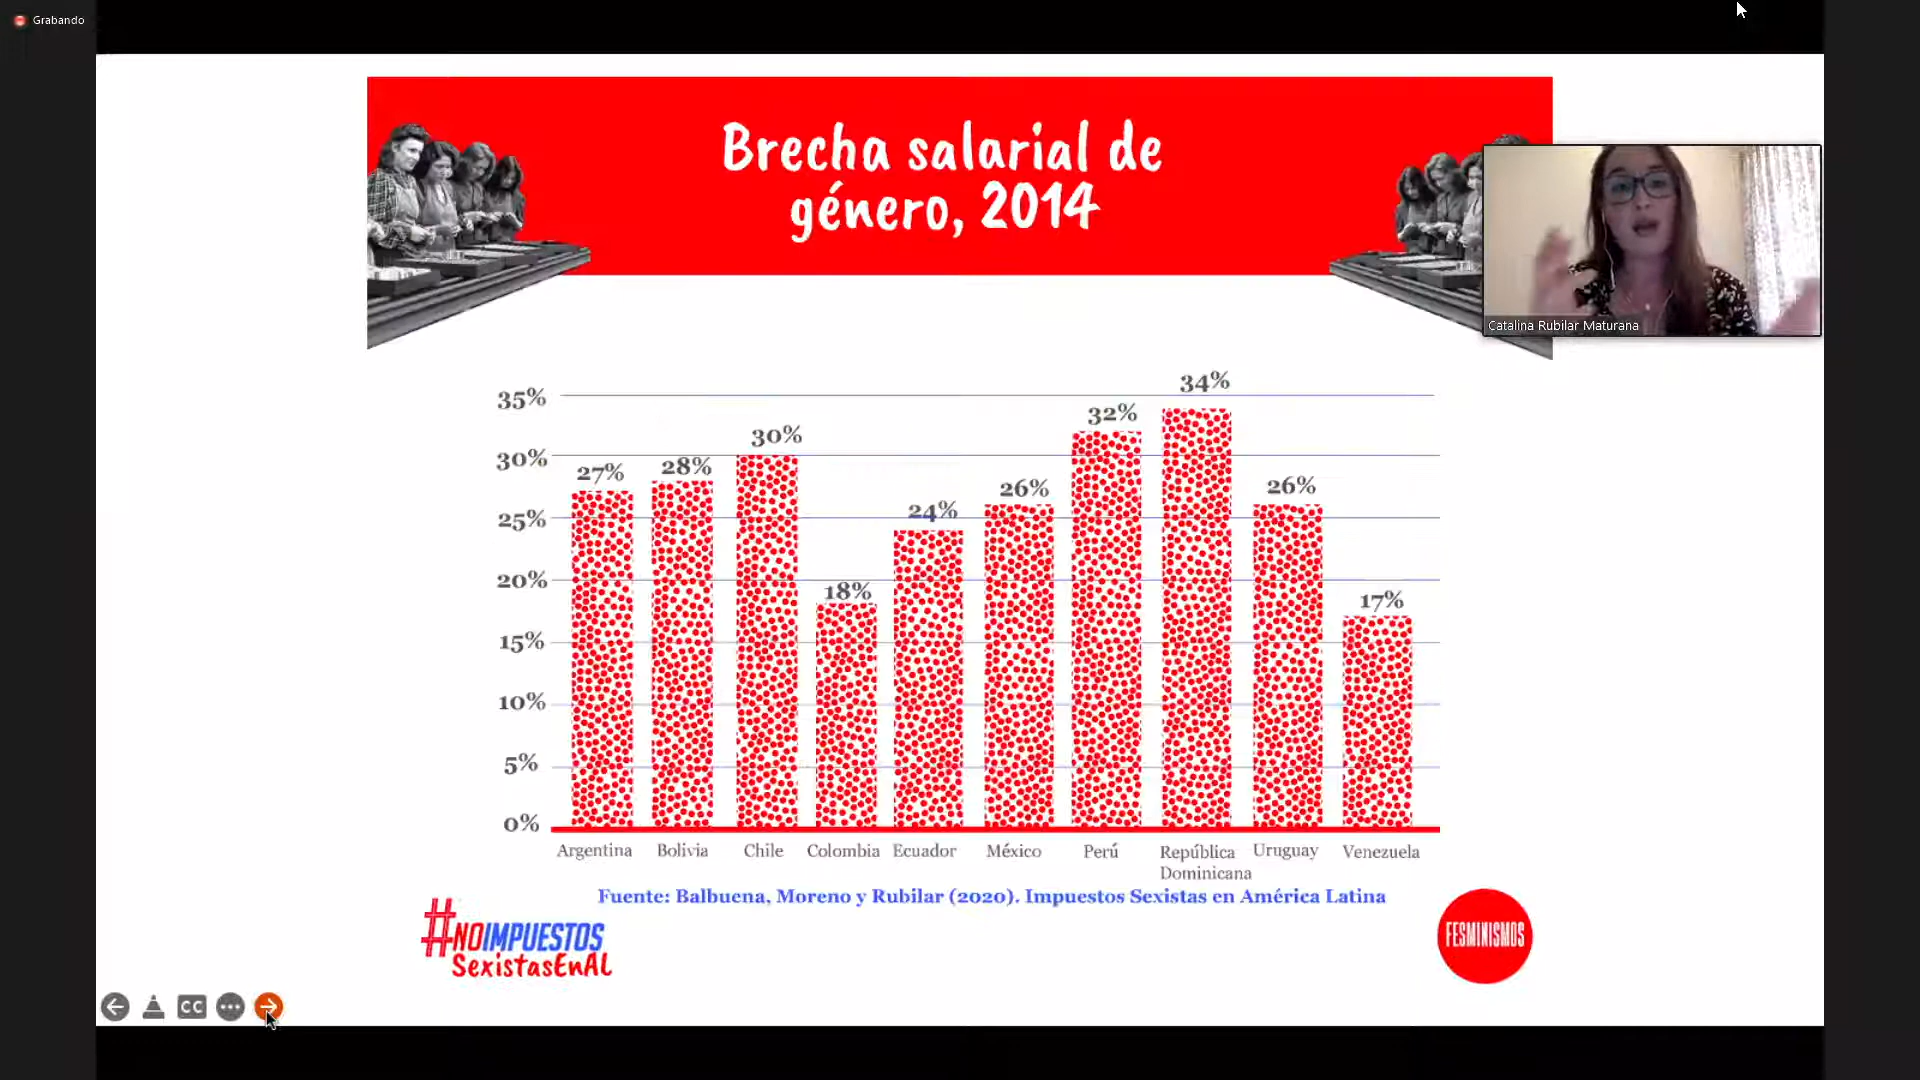 Grabando
Brecha salarial de
género, 2014
Catalina Rubilar Maturana
35%
30%
25%
20%
15%
10%
5%
0%
27%
28%
30%
18%
24%
26%
32%
34%
26%
17%
Argentina
Bolivia
Chile
Colombia
Ecuador
México
Perú
República
Dominicana
Uruguay
Venezuela
Fuente: Balbuena, Moreno y Rubilar (2020). Impuestos Sexistas en América Latina
#NOIMPUESTOS
SexistasEnAL
FESMINISMOS
CC